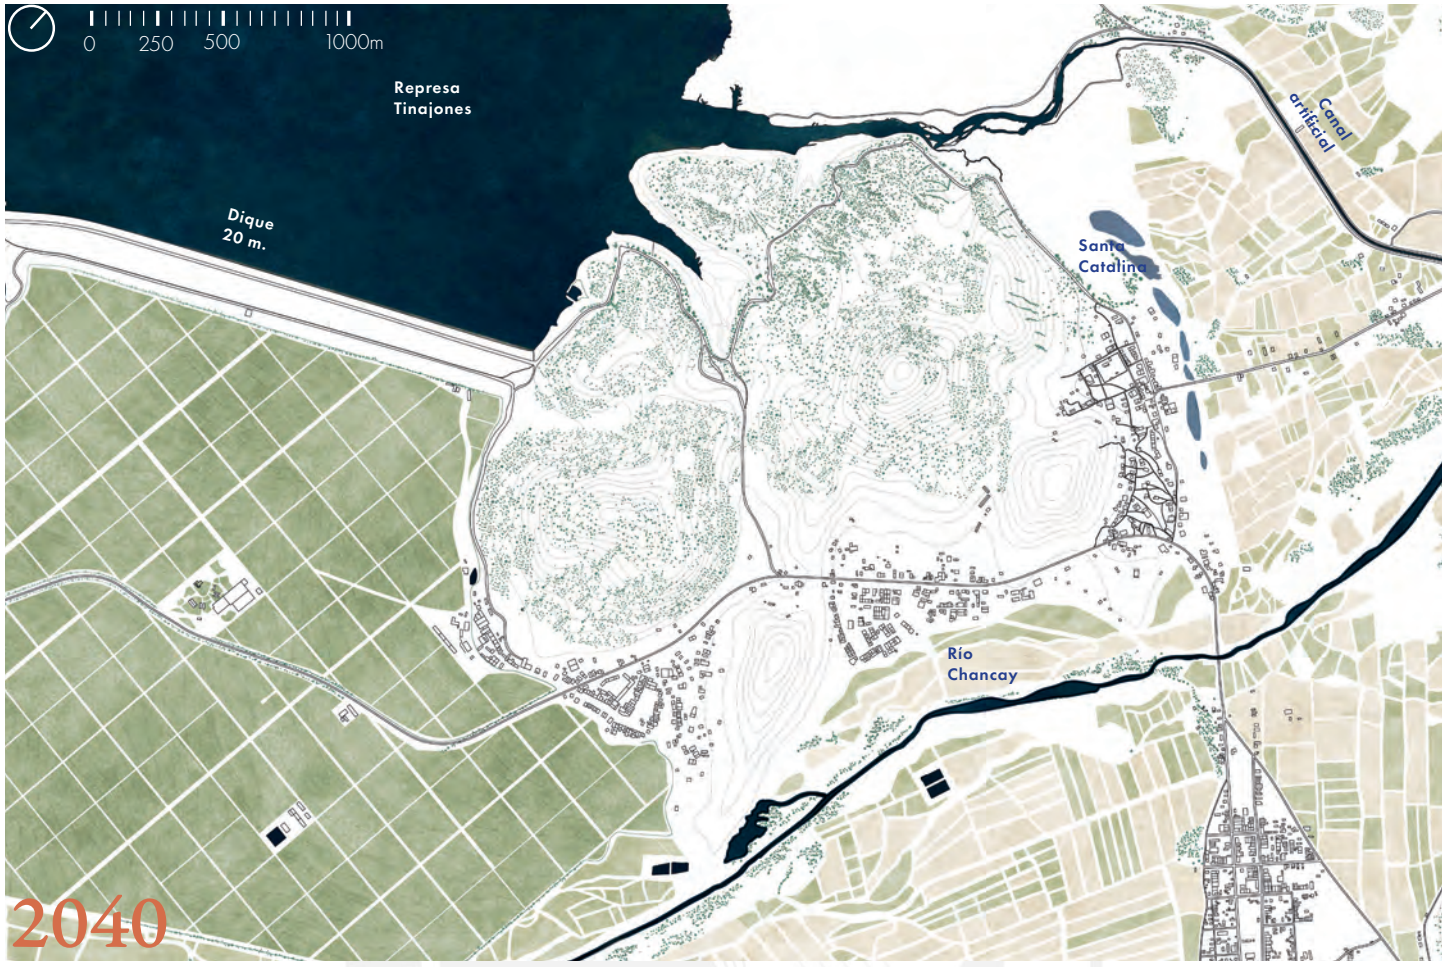 0 250 500 1000m
Represa
Tinajones
Canal
artificial
Dique
20 m.
Santa
Catalina
Río
Chancay
2040